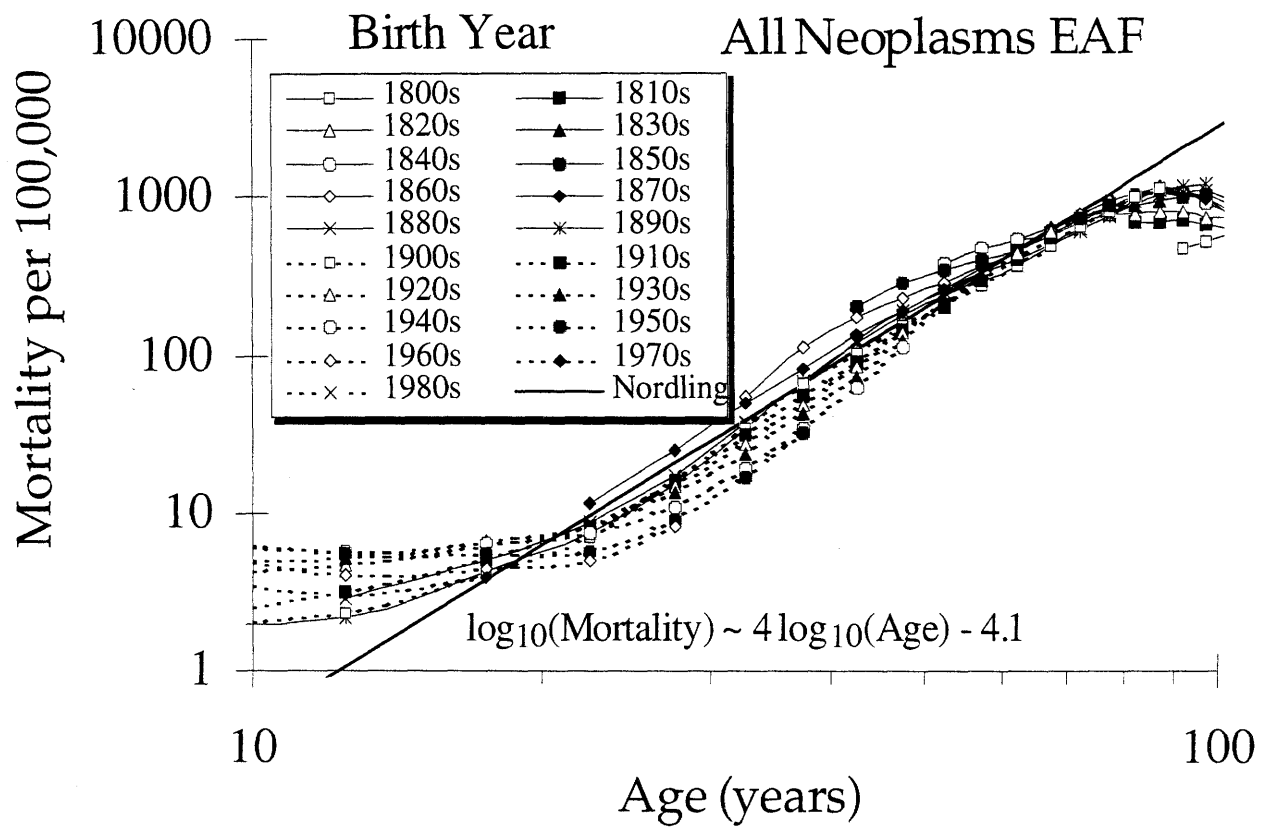 Birth Year
All Neoplasms EAF
10000
1000
100
10
1
Mortality per 100,000
1800s 1810s
1820s 1830s
1840s 1850s
1860s 1870s
1880s 1890s
1900s 1910s
1920s 1930s
1940s 1950s
1960s 1970s
1980s Nordling
log10(Mortality) ~ 4 log10(Age) - 4.1
10 100
Age (years)